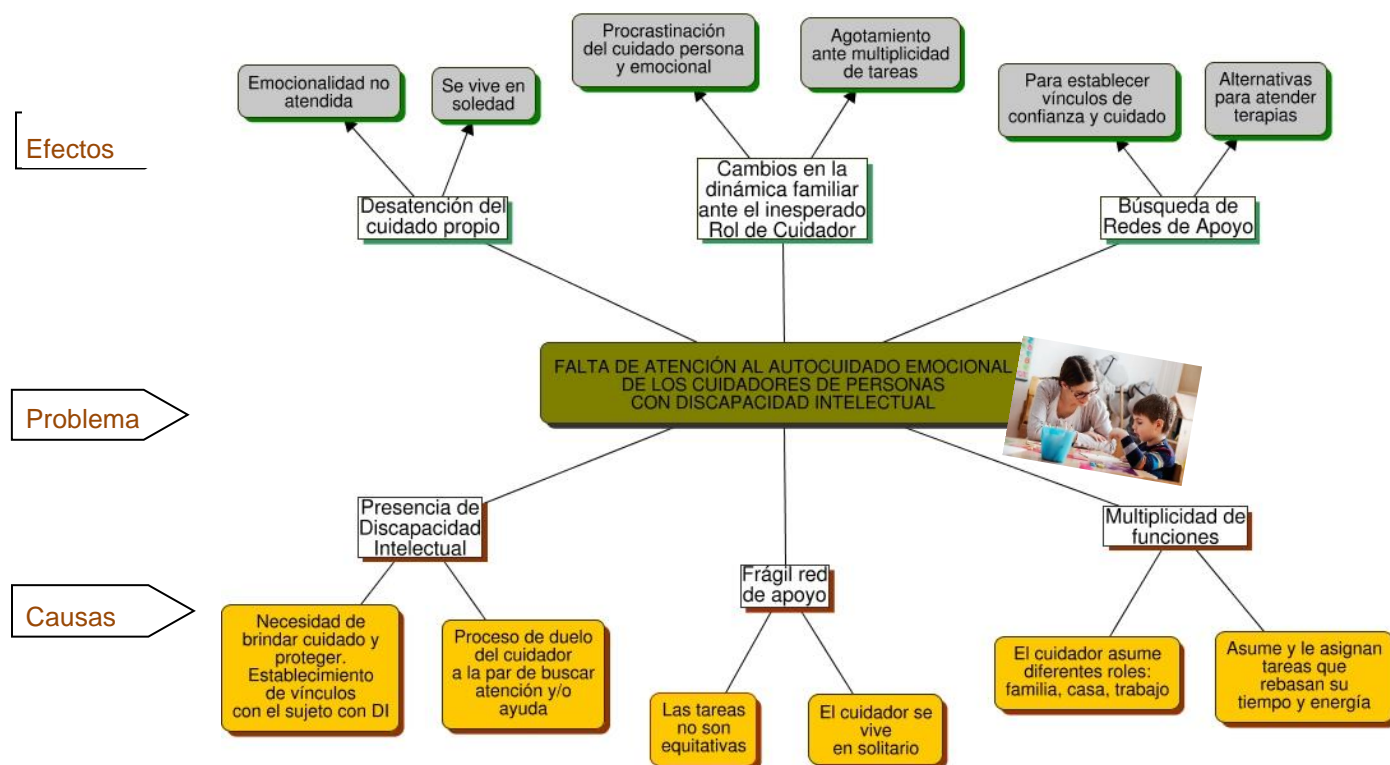 Procrastinación
del cuidado persona
y emocional
Agotamiento
ante multiplicidad
de tareas
Emocionalidad no
atendida
Se vive en
soledad
Para establecer
vínculos de
confianza y cuidado
Alternativas
para atender
terapias
Efectos
Desatención del
cuidado propio
Cambios en la
dinámica familiar
ante el inesperado
Rol de Cuidador
Búsqueda de
Redes de Apoyo
Problema
FALTA DE ATENCIÓN AL AUTOCUIDADO EMOCIONAL
DE LOS CUIDADORES DE PERSONAS
CON DISCAPACIDAD INTELECTUAL
Presencia de
Discapacidad
Intelectual
Frágil red
de apoyo
Multiplicidad de
funciones
Causas
Necesidad de
brindar cuidado y
proteger.
Establecimiento
de vínculos
con el sujeto con DI
Proceso de duelo
del cuidador
a la par de buscar
atención y/o
ayuda
Las tareas
no son
equitativas
El cuidador se
vive
en solitario
El cuidador asume
diferentes roles:
familia, casa, trabajo
Asume y le asignan
tareas que
rebasan su
tiempo y energía